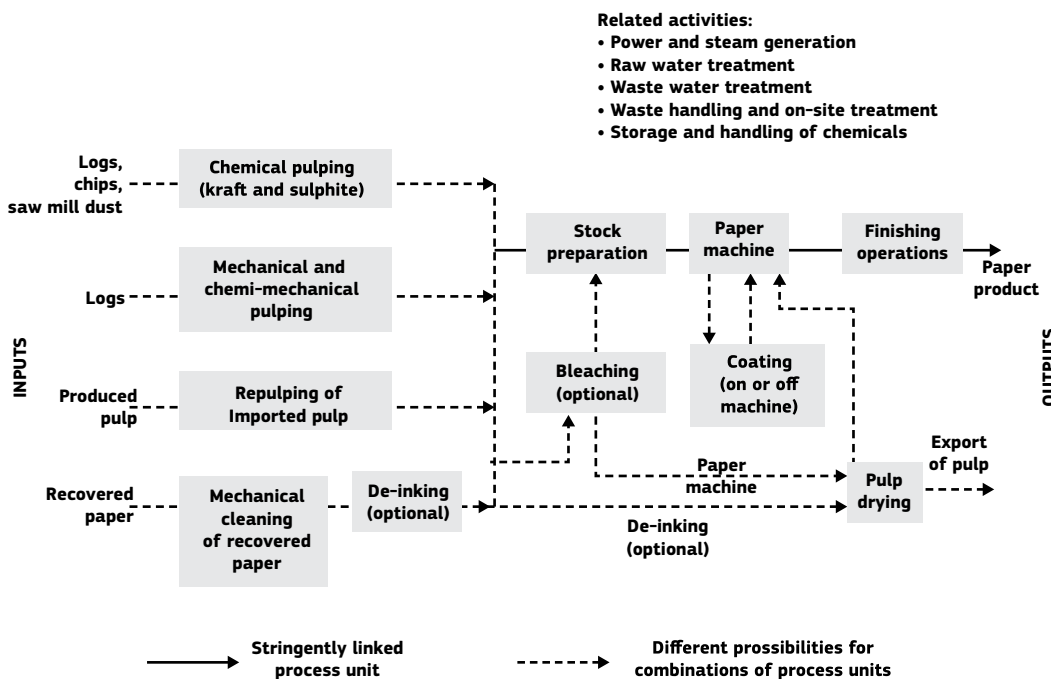 Related activities:
• Power and steam generation
• Raw water treatment
• Waste water treatment
• Waste handling and on-site treatment
• Storage and handling of chemicals
Logs,
chips,
saw mill dust
Chemical pulping
(kraft and sulphite)
Stock
preparation
Paper
machine
Finishing
operations
Paper
product
Logs
Mechanical and
chemi-mechanical
pulping
INPUTS
OUTPUTS
Produced
pulp
Repulping of
Imported pulp
Bleaching
(optional)
Coating
(on or off
machine)
Recovered
paper
Mechanical
cleaning
of recovered
paper
De-inking
(optional)
Paper
machine
De-inking
(optional)
Pulp
drying
Export
of pulp
Stringently linked
process unit
Different prossibilities for
combinations of process units